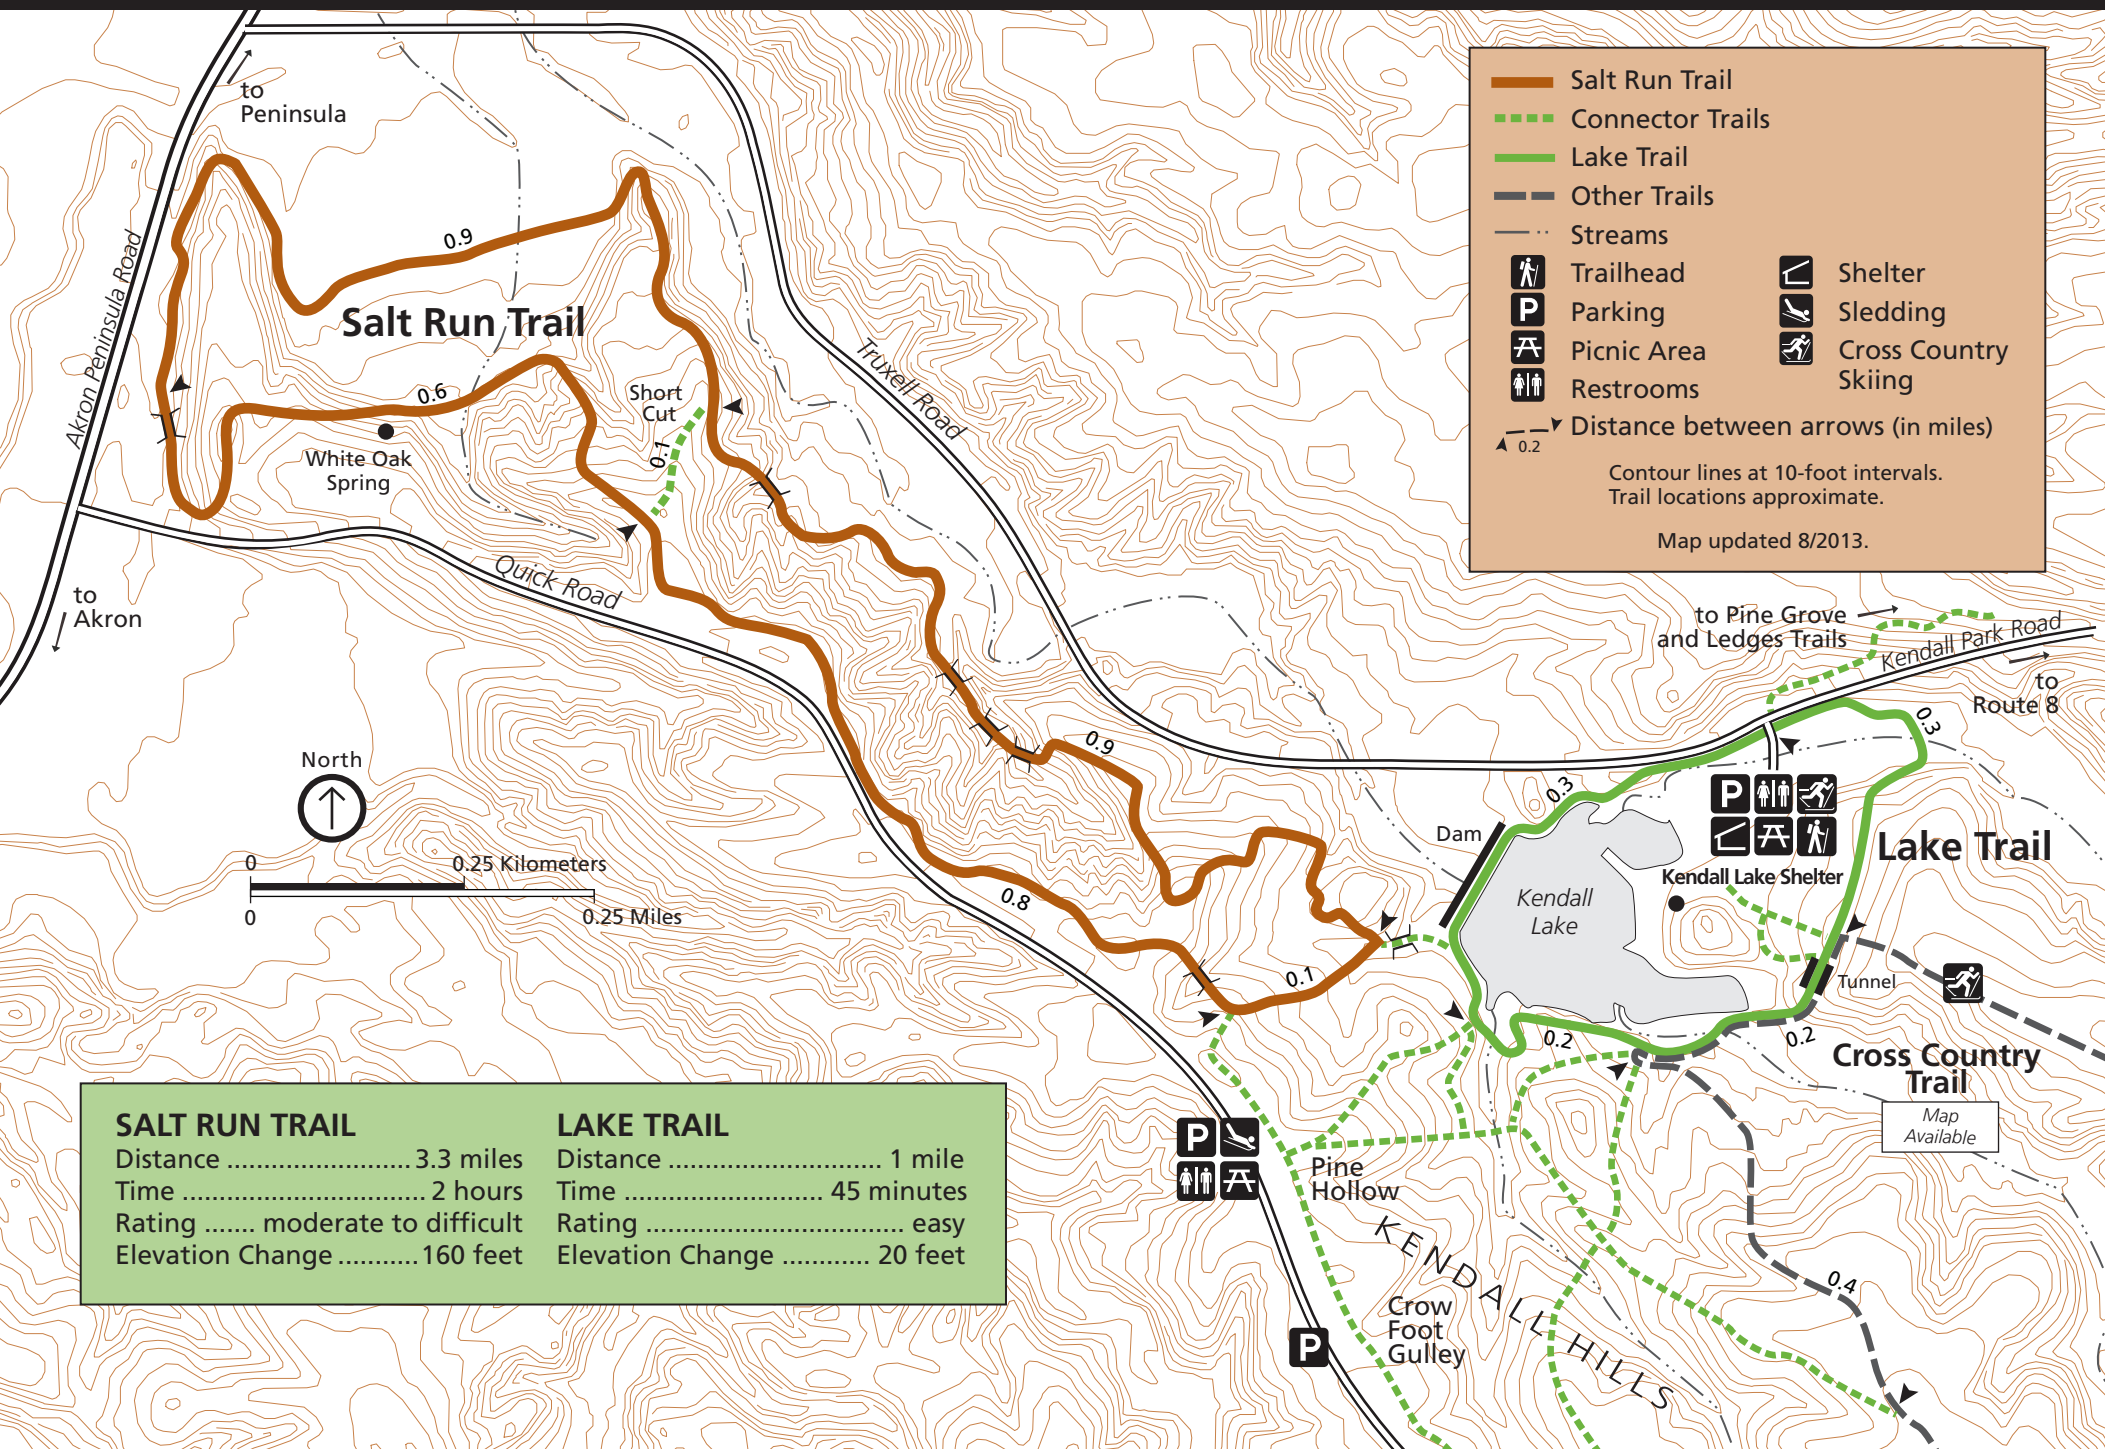 to
Peninsula
Akron Peninsula Road
0.9
Salt Run Trail
0.6
White Oak
Spring
Short
Cut
0.1
Truxell Road
Quick Road
to
Akron
Salt Run Trail
Connector Trails
Lake Trail
Other Trails
Streams
Trailhead
P
Parking
Picnic Area
Restrooms
Shelter
Sledding
Cross Country
Skiing
0.2
Distance between arrows (in miles)
Contour lines at 10-foot intervals.
Trail locations approximate.
Map updated 8/2013.
to Pine Grove
and Ledges Trails
Kendall Park Road
to
Route 8
0.3
0.9
0.3
Dam
P
Kendall Lake Shelter
Lake Trail
Kendall
Lake
Tunnel
0.8
0.1
0.2
0.2
Cross Country
Trail
Map
Available
North
0
0.25 Kilometers
0
0.25 Miles
P
Pine
Hollow
KENDALL HILLS
0.4
Crow
Foot
Gulley
P
SALT RUN TRAIL
Distance ......................... 3.3 miles
Time ................................. 2 hours
Rating ....... moderate to difficult
Elevation Change ........... 160 feet
LAKE TRAIL
Distance ............................. 1 mile
Time ........................... 45 minutes
Rating ................................... easy
Elevation Change ............ 20 feet